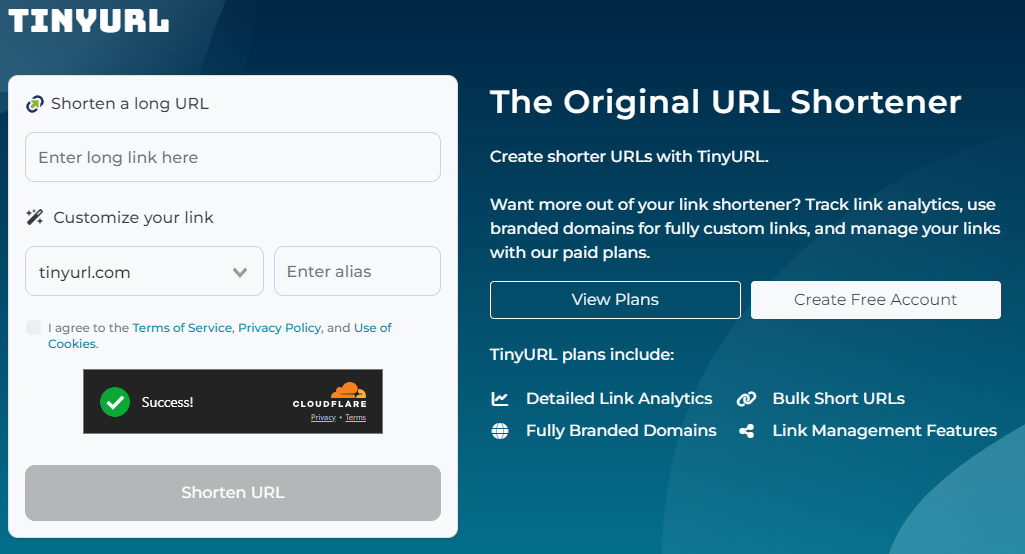 TINYURL
Shorten a long URL
Enter long link here
Customize your link
tinyurl.com
Enter alias
I agree to the Terms of Service, Privacy Policy, and Use of
Cookies.
Success!
CLOUDFLARE
Privacy • Terms
Shorten URL
The Original URL Shortener
Create shorter URLs with TinyURL.
Want more out of your link shortener? Track link analytics, use
branded domains for fully custom links, and manage your links
with our paid plans.
View Plans
Create Free Account
TinyURL plans include:
Detailed Link Analytics
Bulk Short URLs
Fully Branded Domains
Link Management Features